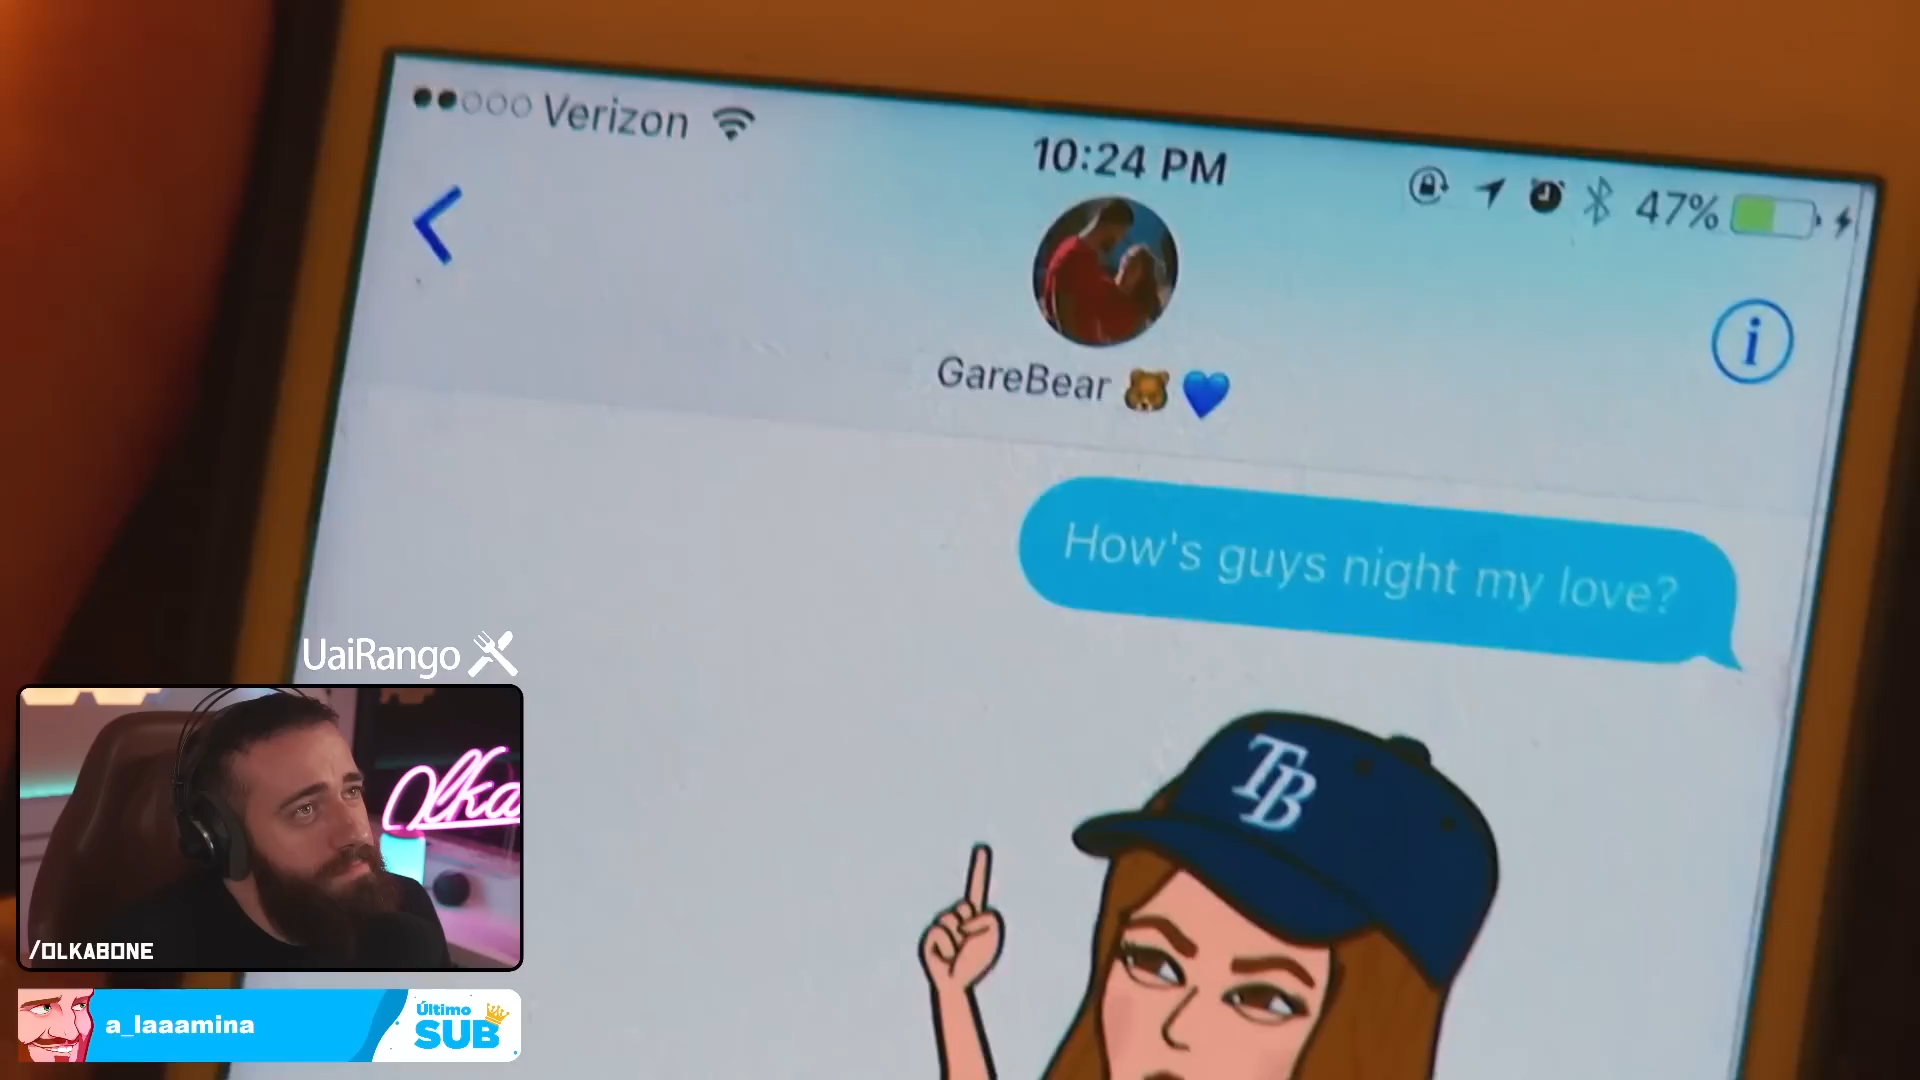 Verizon
10:24 PM
47%
GareBear 🐻 💙
How's guys night my love?
TB
UaiRango
Olka
/OLKABONE
a_laaamina
Último
SUB